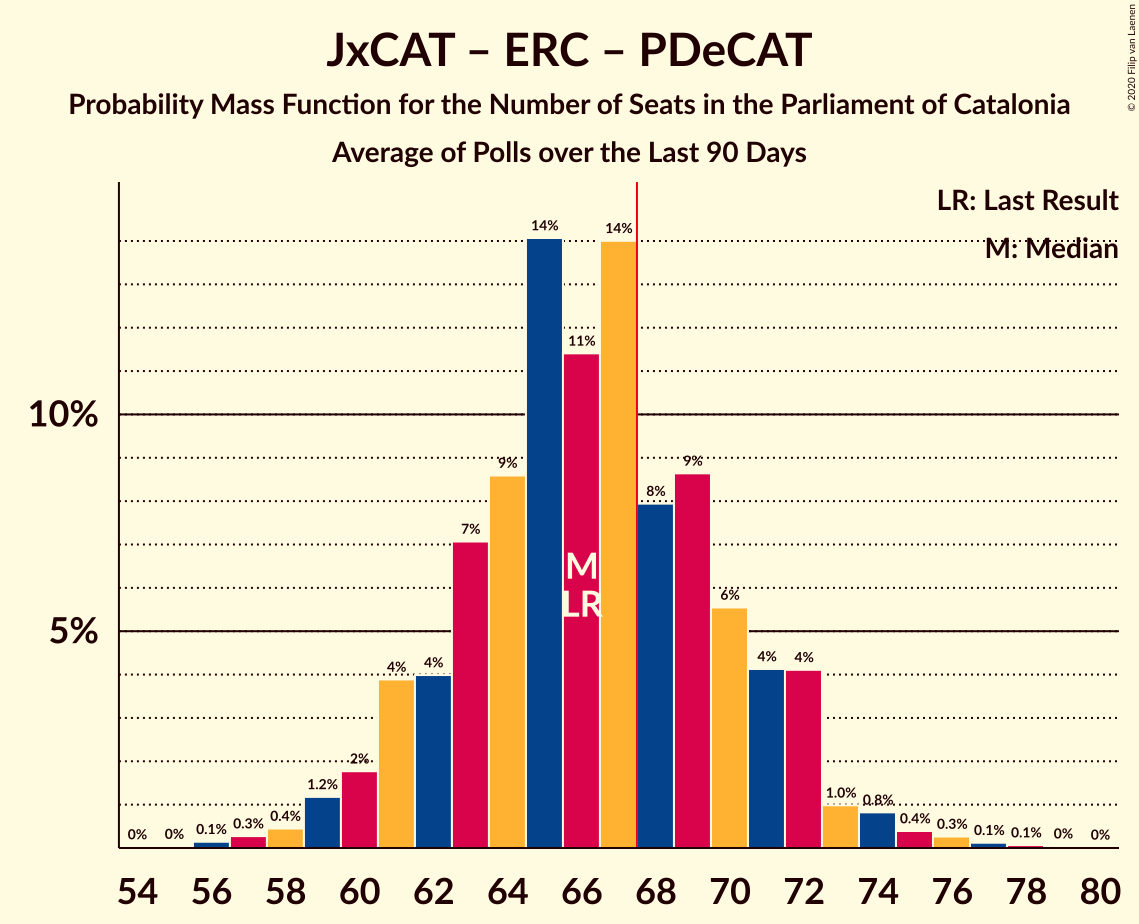 JxCAT – ERC – PDeCAT
Probability Mass Function for the Number of Seats in the Parliament of Catalonia
Average of Polls over the Last 90 Days
© 2020 Filip van Laenen
LR: Last Result
M: Median
10%
5%
0% 0% 0.1% 0.3% 0.4% 1.2% 2% 4% 4% 7% 9% 14% 11% 14% 8% 9% 6% 4% 4% 1.0% 0.8% 0.4% 0.3% 0.1% 0.1% 0% 0%
M
LR
54 56 58 60 62 64 66 68 70 72 74 76 78 80